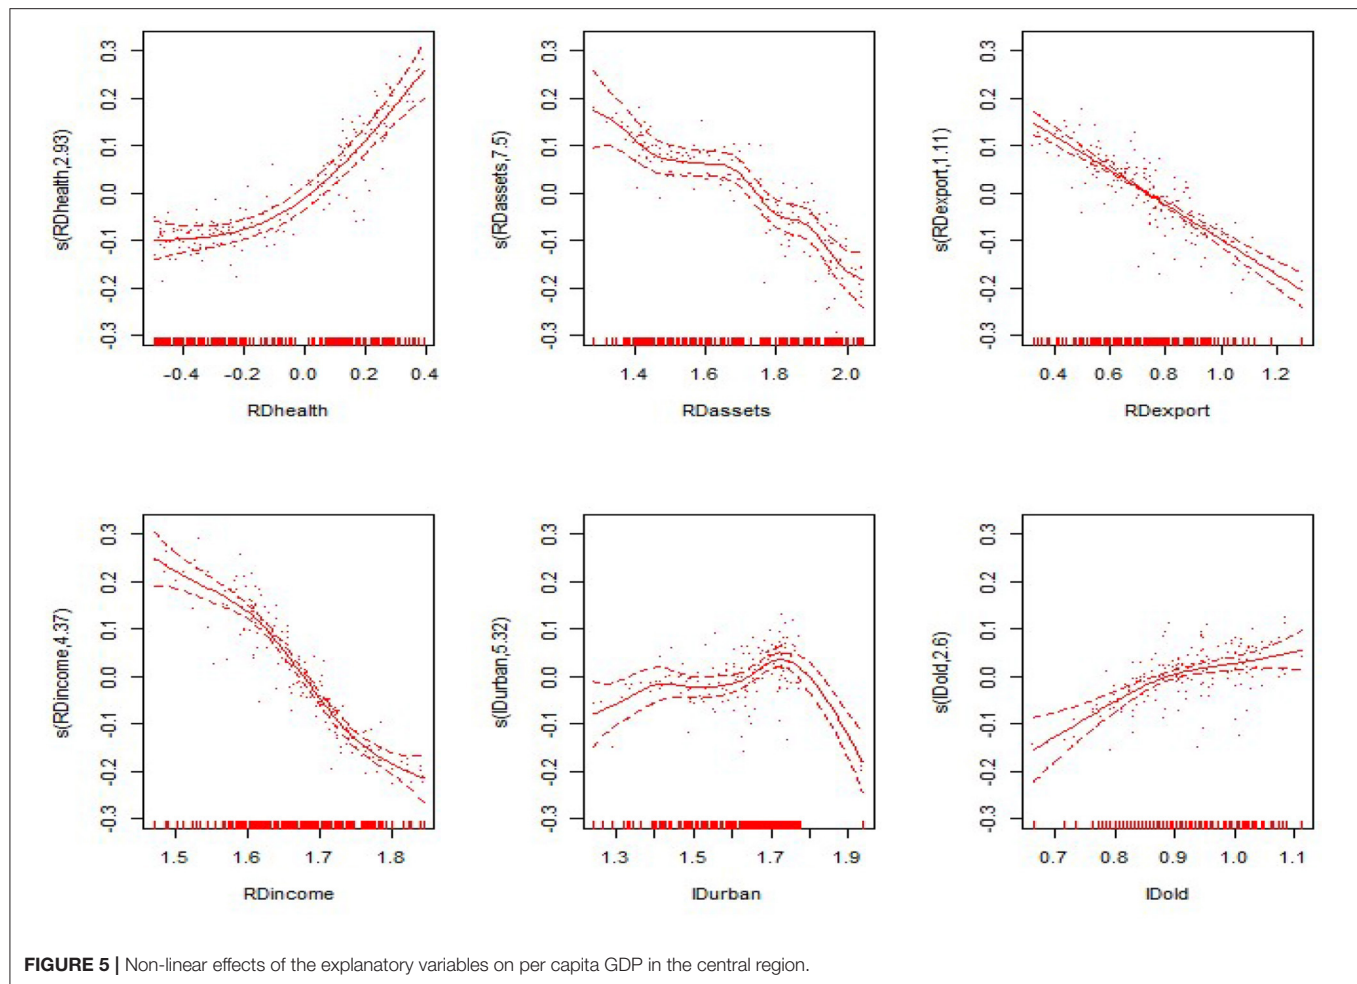 0.3
0.2
0.1
0.0
-0.1
-0.2
-0.3
s(RDhealth,2.93)
-0.4 -0.2 0.0 0.2 0.4
RDhealth
0.3
0.2
0.1
0.0
-0.1
-0.2
-0.3
s(RDassets,7.5)
1.4 1.6 1.8 2.0
RDassets
0.3
0.2
0.1
0.0
-0.1
-0.2
-0.3
s(RDexport,1.11)
0.4 0.6 0.8 1.0 1.2
RDexport
0.3
0.2
0.1
0.0
-0.1
-0.2
-0.3
s(RDincome,4.37)
1.5 1.6 1.7 1.8
RDincome
0.3
0.2
0.1
0.0
-0.1
-0.2
-0.3
s(IDurban,5.32)
1.3 1.5 1.7 1.9
IDurban
0.3
0.2
0.1
0.0
-0.1
-0.2
-0.3
s(IDold,2.6)
0.7 0.8 0.9 1.0 1.1
IDold
FIGURE 5 | Non-linear effects of the explanatory variables on per capita GDP in the central region.